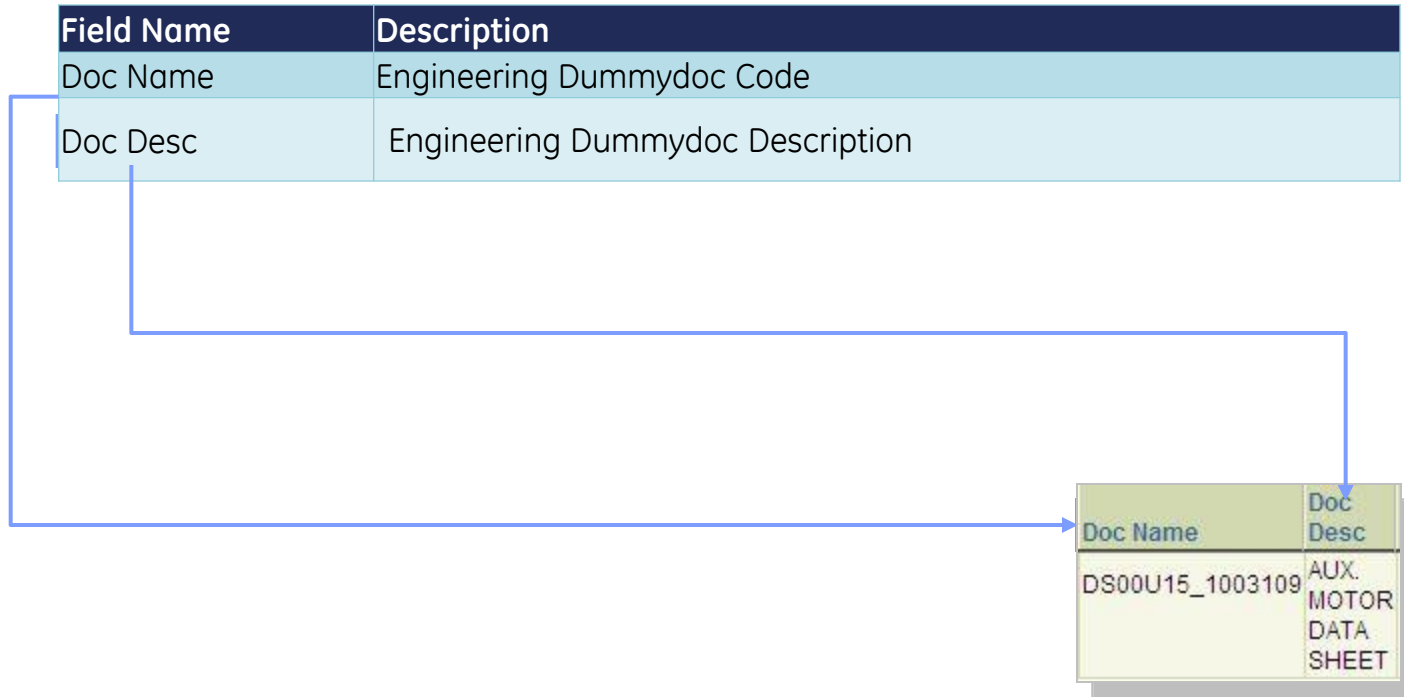 Field Name Description
Doc Name Engineering Dummydoc Code
Doc Desc Engineering Dummydoc Description
Doc
Doc Name Desc
DS00U15_1003109 AUX.
MOTOR
DATA
SHEET